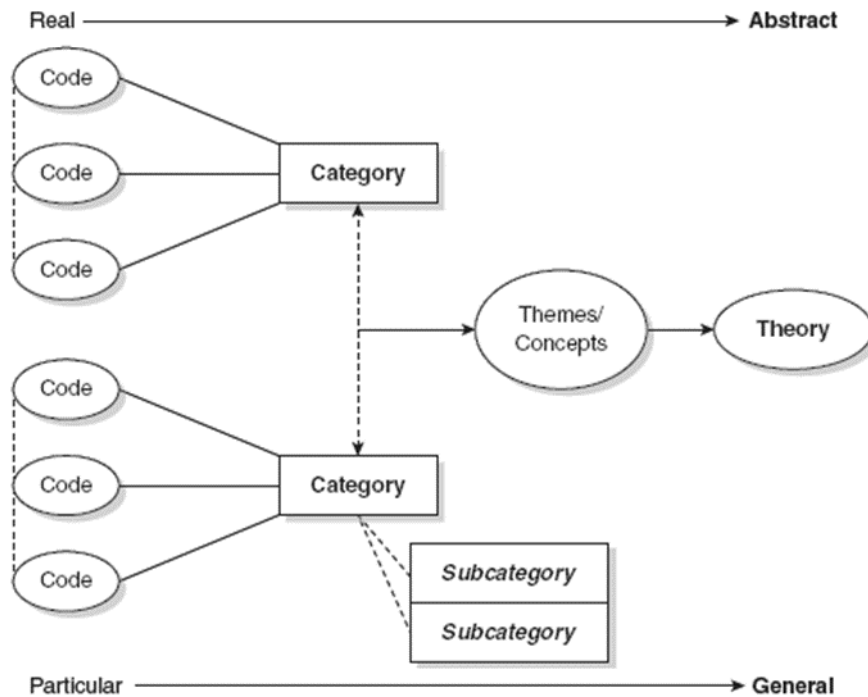 Real
Abstract
Code
Code
Category
Code
Themes/
Concepts
Theory
Code
Code
Category
Code
Subcategory
Subcategory
Particular
General